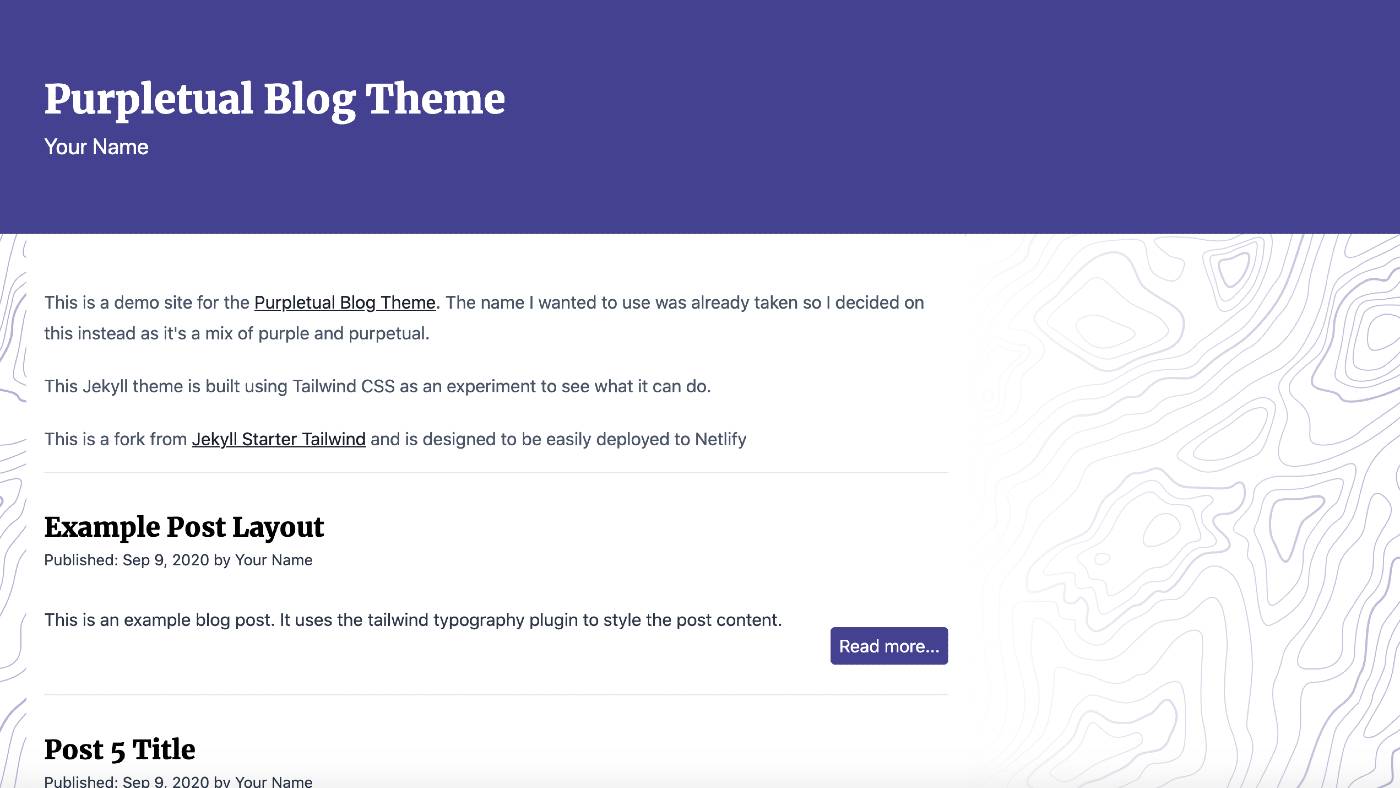 Purpletual Blog Theme
Your Name
This is a demo site for the Purpletual Blog Theme. The name I wanted to use was already taken so I decided on
this instead as it's a mix of purple and purpetual.
This Jekyll theme is built using Tailwind CSS as an experiment to see what it can do.
This is a fork from Jekyll Starter Tailwind and is designed to be easily deployed to Netlify
Example Post Layout
Published: Sep 9, 2020 by Your Name
This is an example blog post. It uses the tailwind typography plugin to style the post content.
Read more...
Post 5 Title
Published: Sep 9, 2020 by Your Name